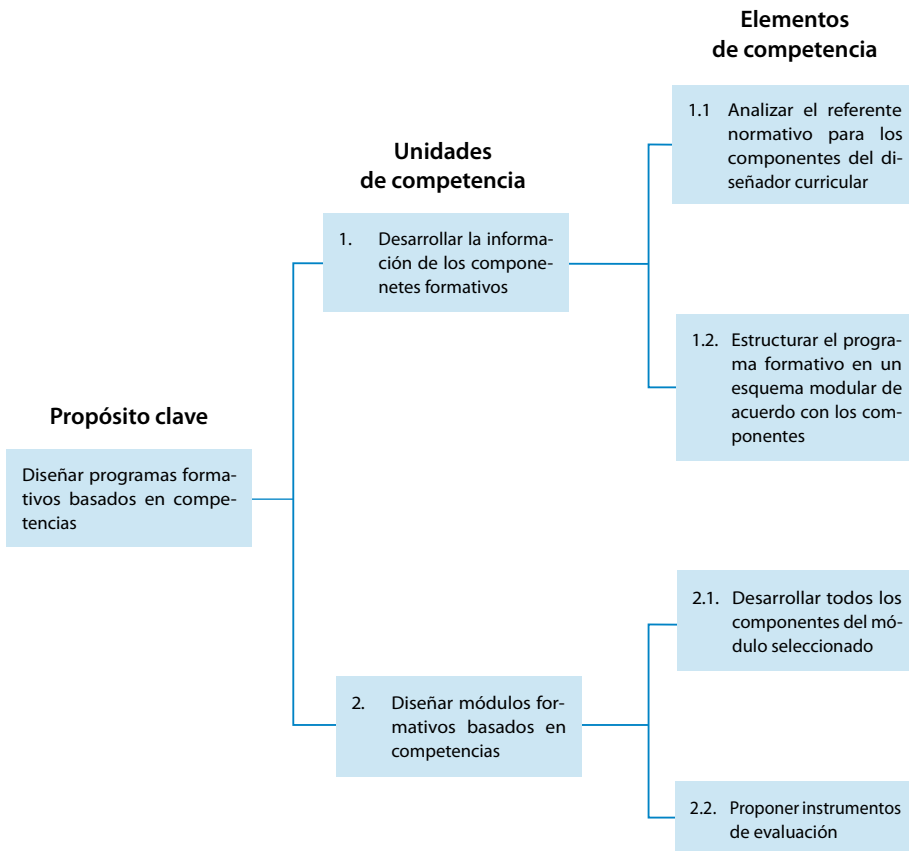 Elementos
de competencia
1.1 Analizar el referente
normativo para los
componentes del di-
señador curricular
Unidades
de competencia
1. Desarrollar la informa-
ción de los compone-
netes formativos
1.2. Estructurar el progra-
ma formativo en un
esquema modular de
acuerdo con los com-
ponentes
Propósito clave
Diseñar programas forma-
tivos basados en compe-
tencias
2.1. Desarrollar todos los
componentes del mó-
dulo seleccionado
2. Diseñar módulos for-
mativos basados en
competencias
2.2. Proponer instrumentos
de evaluación